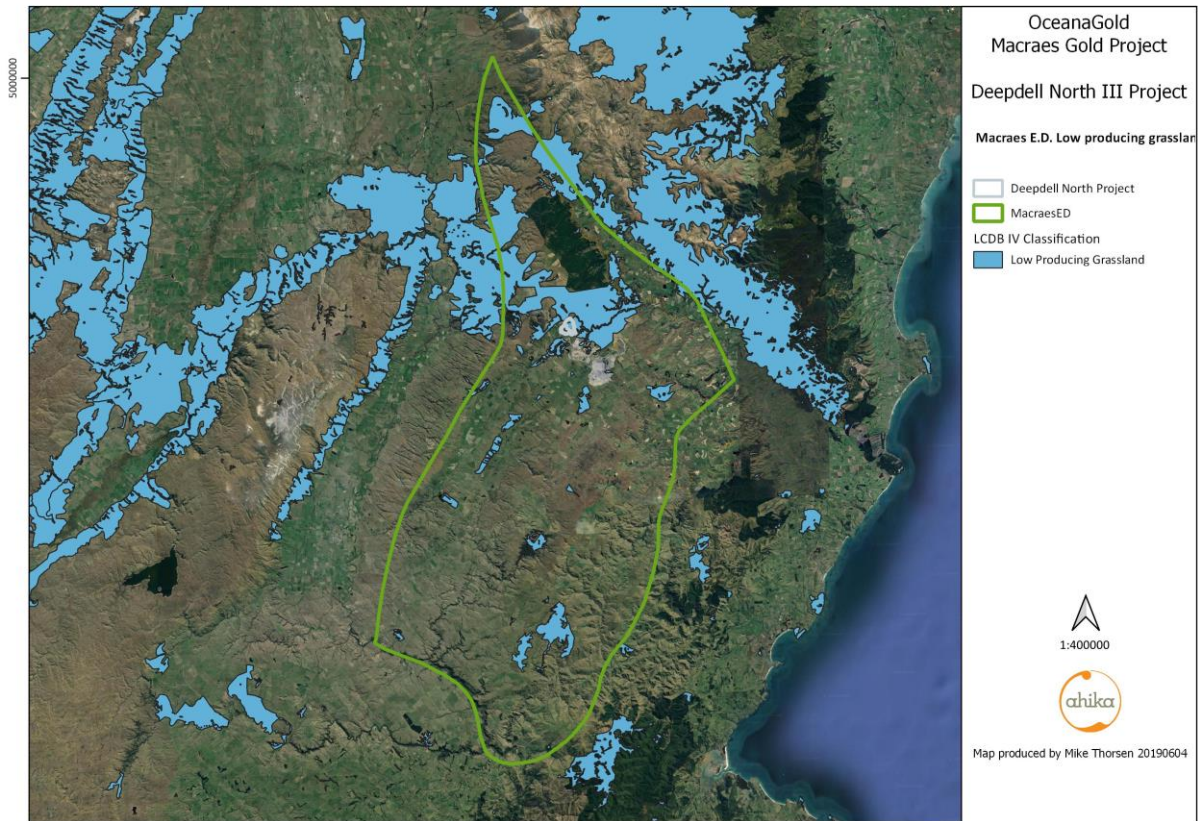 5000000
OceanaGold
Macraes Gold Project
Deepdell North III Project
Macraes E.D. Low producing grasslan
Deepdell North Project
MacraesED
LCDB IV Classification
Low Producing Grassland
1:400000
ahika
Map produced by Mike Thorsen 20190604